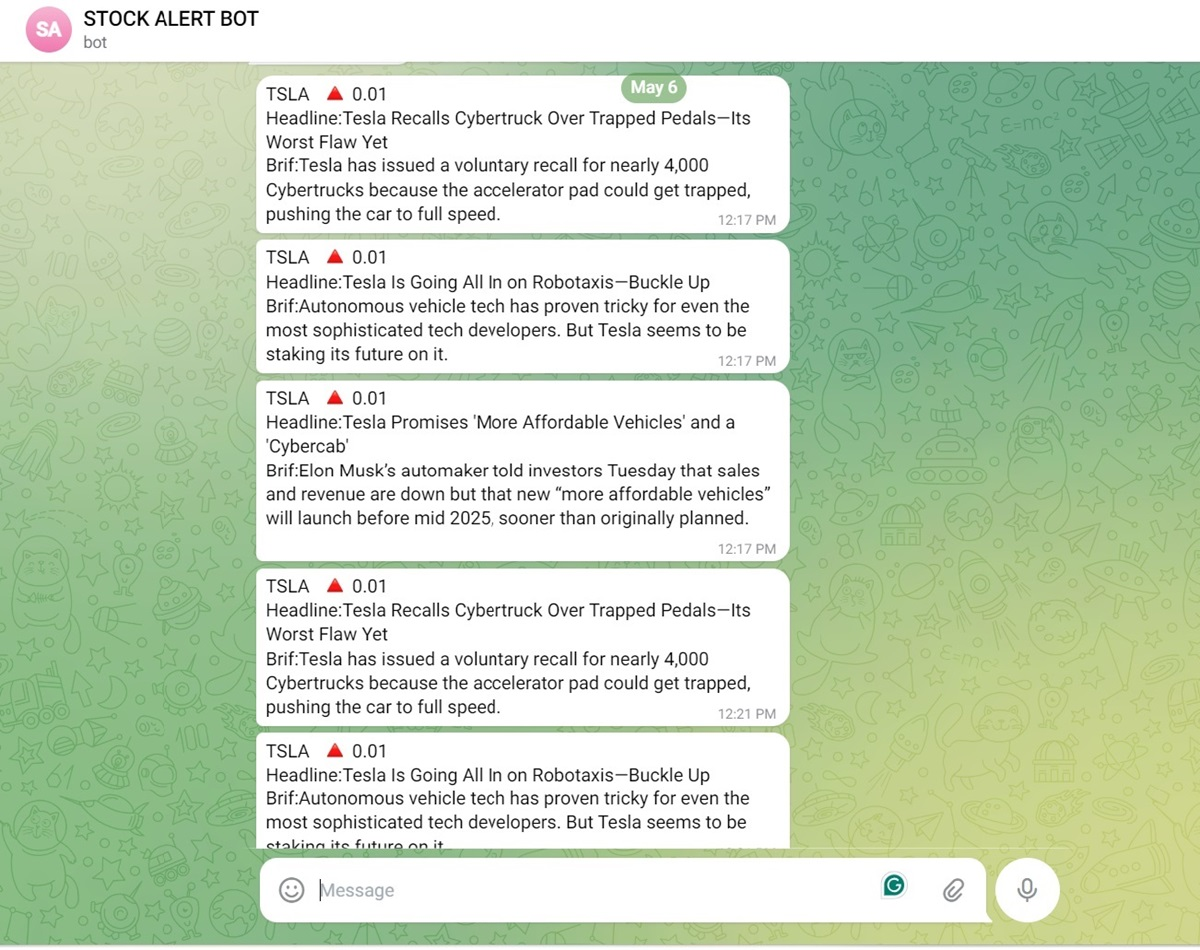 SA
STOCK ALERT BOT
bot
May 6
TSLA 🔺 0.01
Headline:Tesla Recalls Cybertruck Over Trapped Pedals—Its
Worst Flaw Yet
Brif:Tesla has issued a voluntary recall for nearly 4,000
Cybertrucks because the accelerator pad could get trapped,
pushing the car to full speed.
12:17 PM
TSLA 🔺 0.01
Headline:Tesla Is Going All In on Robotaxis—Buckle Up
Brif:Autonomous vehicle tech has proven tricky for even the
most sophisticated tech developers. But Tesla seems to be
staking its future on it.
12:17 PM
TSLA 🔺 0.01
Headline:Tesla Promises 'More Affordable Vehicles' and a
'Cybercab'
Brif:Elon Musk’s automaker told investors Tuesday that sales
and revenue are down but that new “more affordable vehicles”
will launch before mid 2025, sooner than originally planned.
12:17 PM
TSLA 🔺 0.01
Headline:Tesla Recalls Cybertruck Over Trapped Pedals—Its
Worst Flaw Yet
Brif:Tesla has issued a voluntary recall for nearly 4,000
Cybertrucks because the accelerator pad could get trapped,
pushing the car to full speed.
12:21 PM
TSLA 🔺 0.01
Headline:Tesla Is Going All In on Robotaxis—Buckle Up
Brif:Autonomous vehicle tech has proven tricky for even the
most sophisticated tech developers. But Tesla seems to be
staking its future on it.
Message